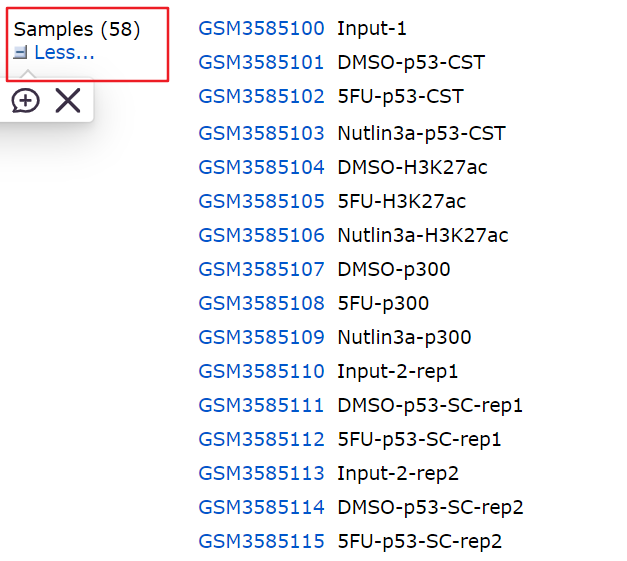 Samples (58)
Less...
GSM3585100 Input-1
GSM3585101 DMSO-p53-CST
GSM3585102 5FU-p53-CST
GSM3585103 Nutlin3a-p53-CST
GSM3585104 DMSO-H3K27ac
GSM3585105 5FU-H3K27ac
GSM3585106 Nutlin3a-H3K27ac
GSM3585107 DMSO-p300
GSM3585108 5FU-p300
GSM3585109 Nutlin3a-p300
GSM3585110 Input-2-rep1
GSM3585111 DMSO-p53-SC-rep1
GSM3585112 5FU-p53-SC-rep1
GSM3585113 Input-2-rep2
GSM3585114 DMSO-p53-SC-rep2
GSM3585115 5FU-p53-SC-rep2